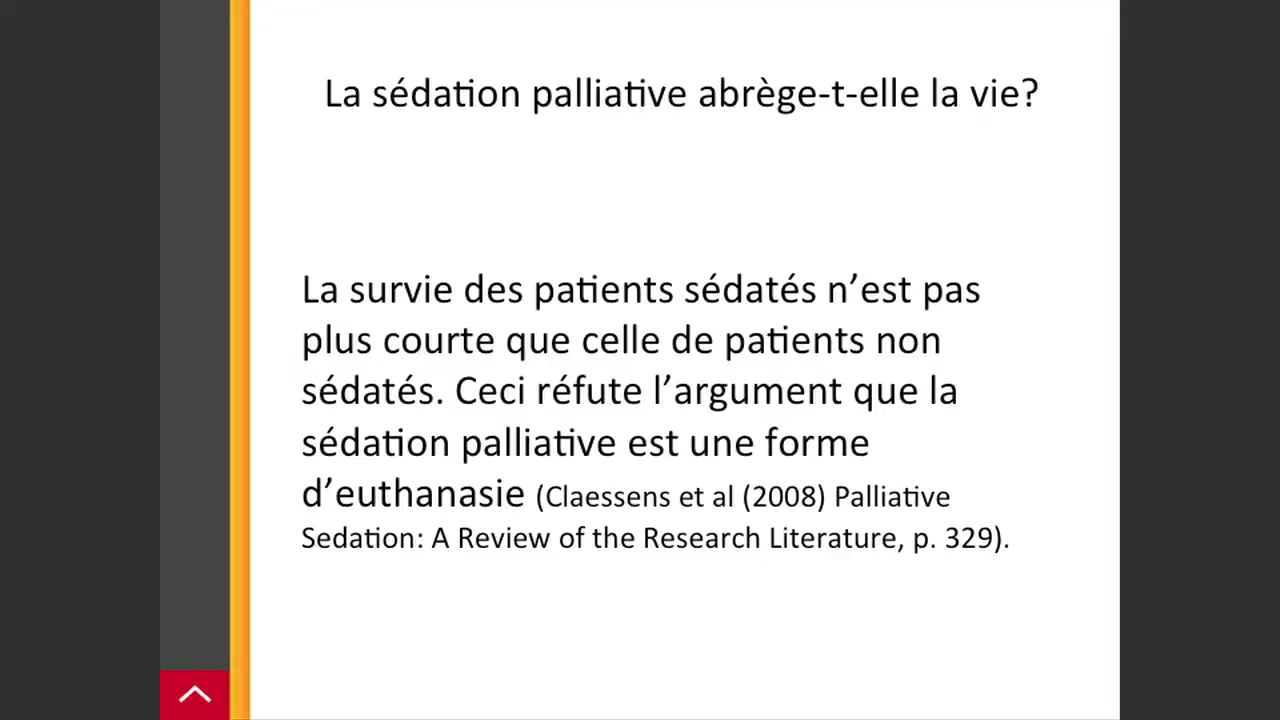 La sédation palliative abrège-t-elle la vie?
La survie des patients sédatés n’est pas
plus courte que celle de patients non
sédatés. Ceci réfute l’argument que la
sédation palliative est une forme
d’euthanasie (Claessens et al (2008) Palliative
Sedation: A Review of the Research Literature, p. 329).